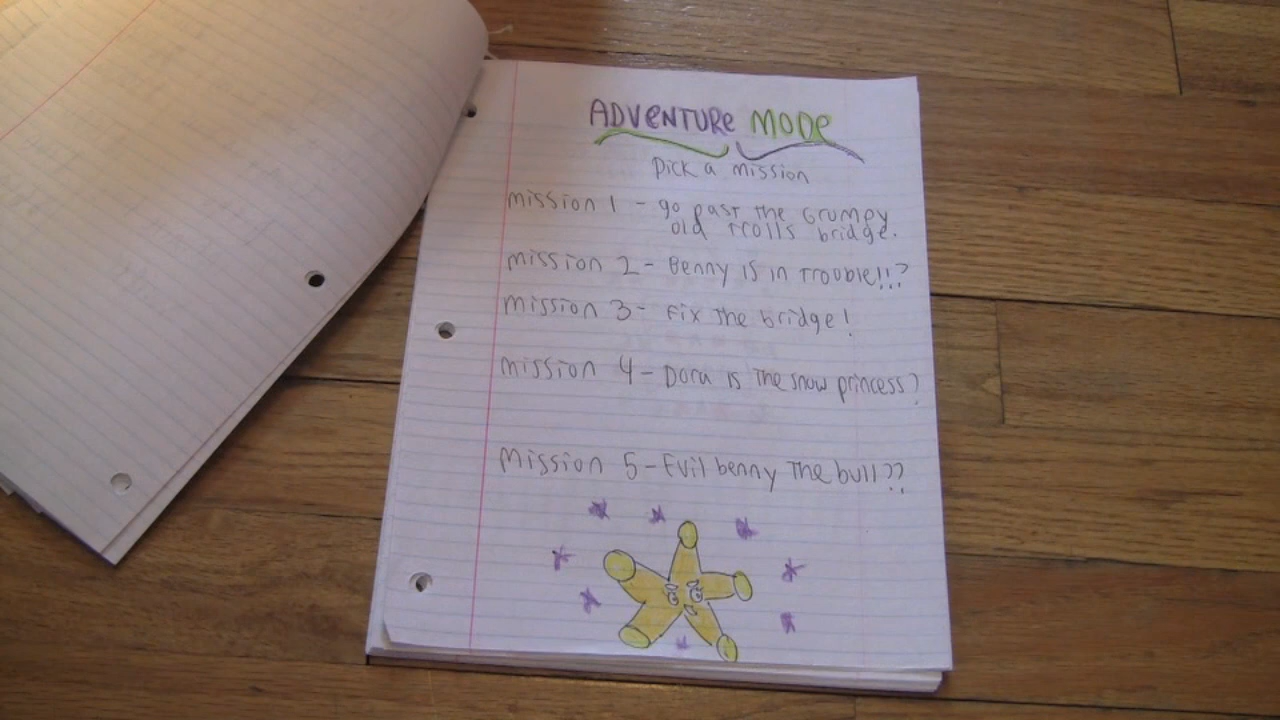 ADVENTURE MODE
Pick a mission
mission 1 - go past the Grumpy
old trolls bridge.
mission 2 - Benny is in trouble!!?
mission 3 - Fix the bridge!
mission 4 - Dora is the snow princess?
mission 5 - Evil benny the bull??